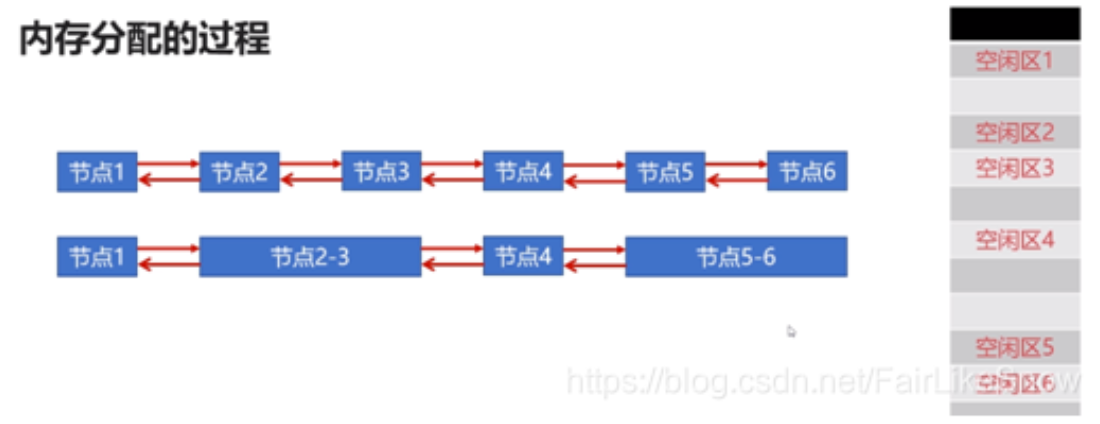 内存分配的过程
节点1 节点2 节点3 节点4 节点5 节点6
节点1 节点2-3 节点4 节点5-6
空闲区1
空闲区2
空闲区3
空闲区4
空闲区5
空闲区6
https://blog.csdn.net/FairLikeSnow